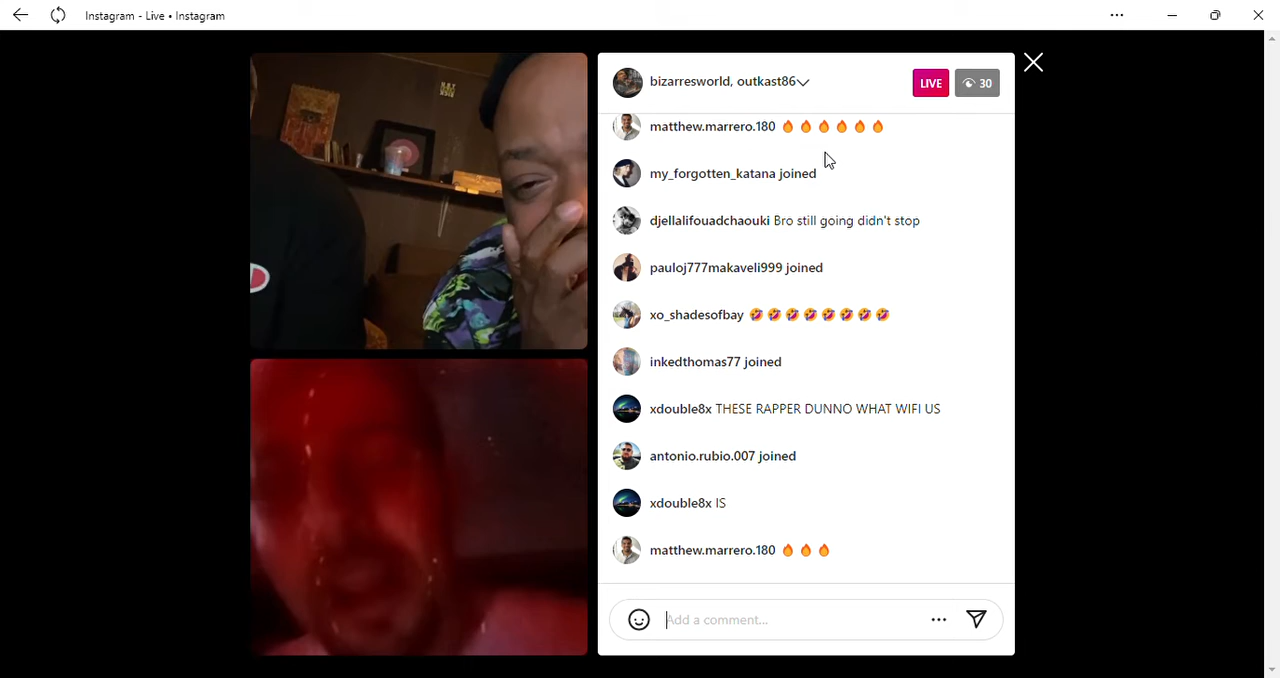 Instagram - Live • Instagram
bizarresworld, outkast86
LIVE
30
matthew.marrero.180 🔥🔥🔥🔥🔥🔥
my_forgotten_katana joined
djellalifouadchaouki Bro still going didn't stop
pauloj777makaveli999 joined
xo_shadesofbay 🤣🤣🤣🤣🤣🤣🤣🤣
inkedthomas77 joined
xdouble8x THESE RAPPER DUNNO WHAT WIFI US
antonio.rubio.007 joined
xdouble8x IS
matthew.marrero.180 🔥🔥🔥
Add a comment...